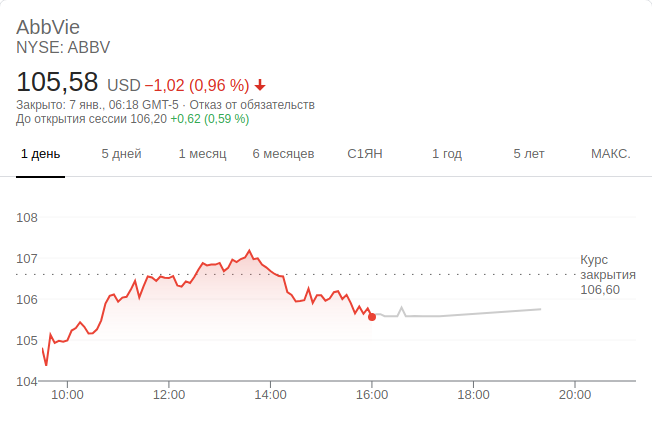 AbbVie
NYSE: ABBV
105,58 USD −1,02 (0,96 %)
Закрыто: 7 янв., 06:18 GMT-5 · Отказ от обязательств
До открытия сессии 106,20 +0,62 (0,59 %)
1 день 5 дней 1 месяц 6 месяцев С1ЯН 1 год 5 лет МАКС.
108
107
106
105
104
Курс
закрытия
106,60
10:00 12:00 14:00 16:00 18:00 20:00